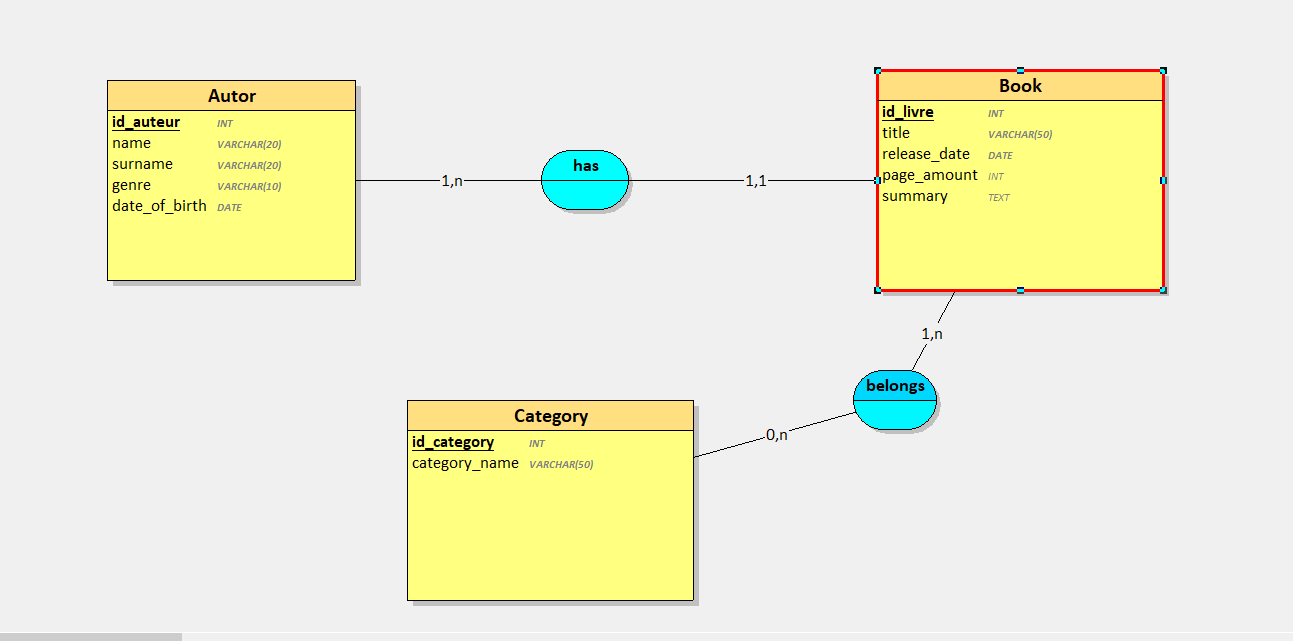 Autor
id_auteur INT
name VARCHAR(20)
surname VARCHAR(20)
genre VARCHAR(10)
date_of_birth DATE
has
1,n
1,1
Book
id_livre INT
title VARCHAR(50)
release_date DATE
page_amount INT
summary TEXT
1,n
belongs
0,n
Category
id_category INT
category_name VARCHAR(50)